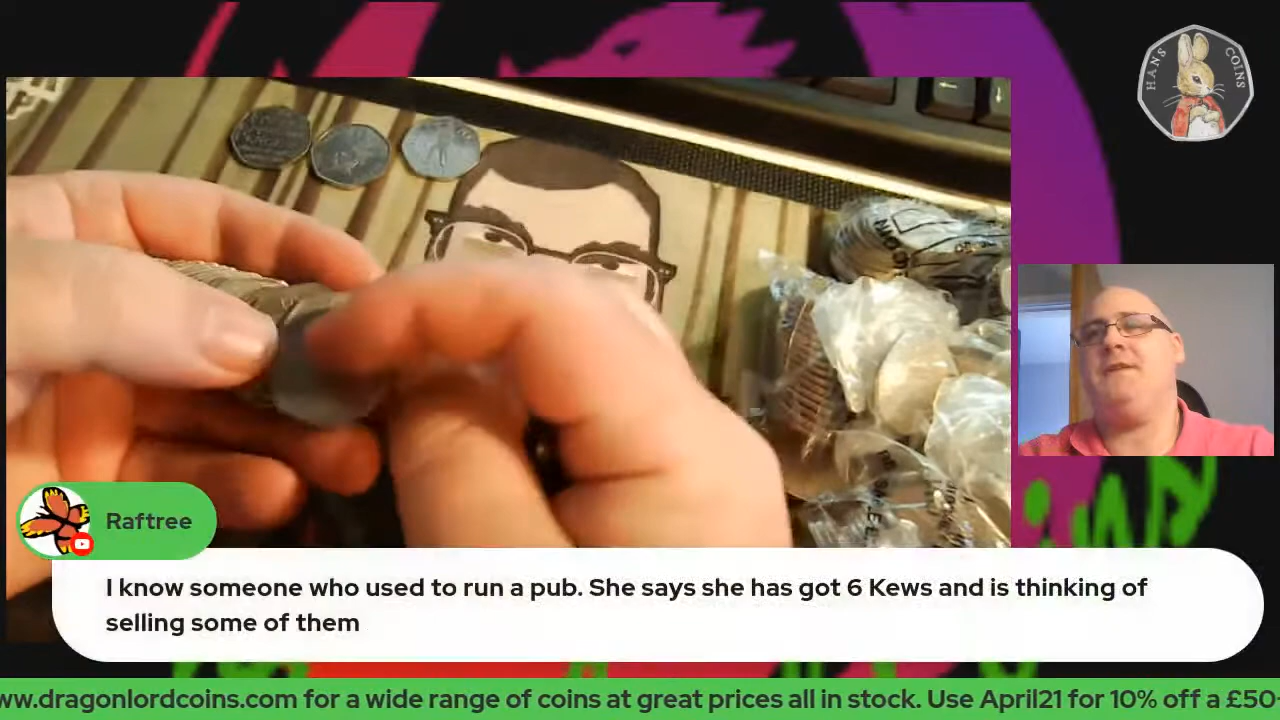 HANS COINS
Raftree
I know someone who used to run a pub. She says she has got 6 Kews and is thinking of
selling some of them
ww.dragonlordcoins.com for a wide range of coins at great prices all in stock. Use April21 for 10% off a £50